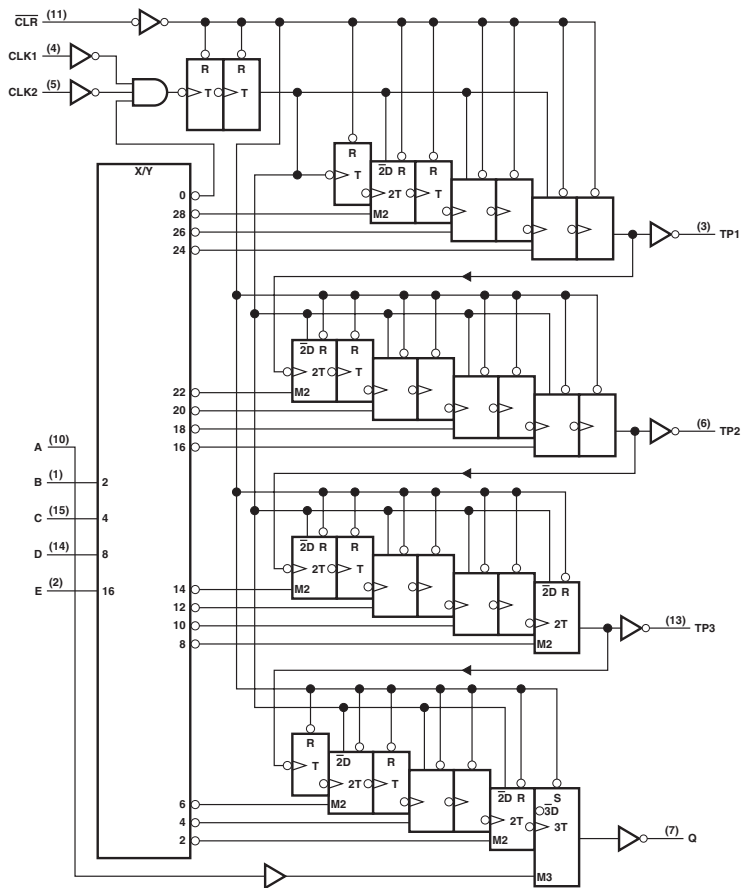 CLR (11)
CLK1 (4)
CLK2 (5)
R R
T T
X/Y
R
T
2D R R
2T T
M2
0
28
26
24
(3) TP1
2D R R
2T T
M2
22
20
18
16
(6) TP2
A (10)
B (1) 2
C (15) 4
D (14) 8
E (2) 16
2D R R
2T T
M2
14
12
10
8
2D R
2T
M2
(13) TP3
R
T
2D R
2T T
M2
6
4
2
2D R
2T
M2
S
3D
3T
M3
(7) Q